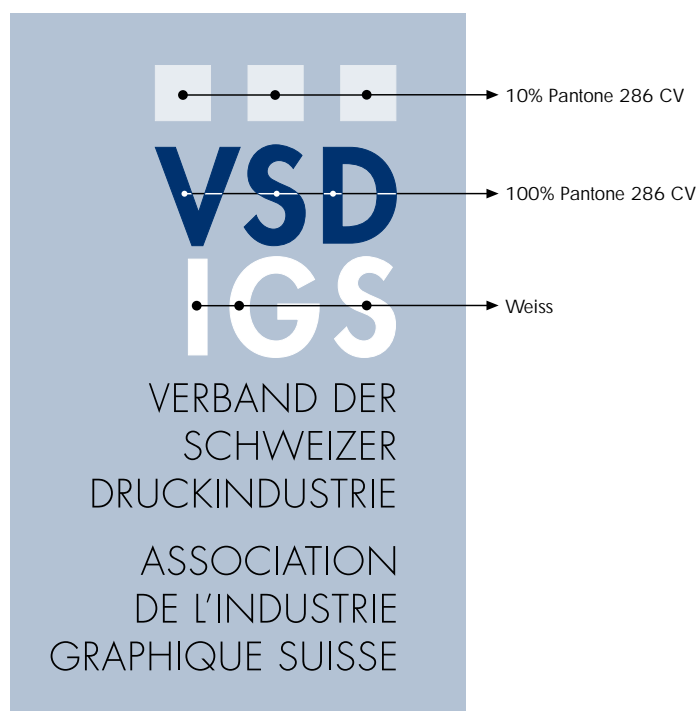 10% Pantone 286 CV
VSD
100% Pantone 286 CV
IGS
Weiss
VERBAND DER
SCHWEIZER
DRUCKINDUSTRIE
ASSOCIATION
DE L'INDUSTRIE
GRAPHIQUE SUISSE